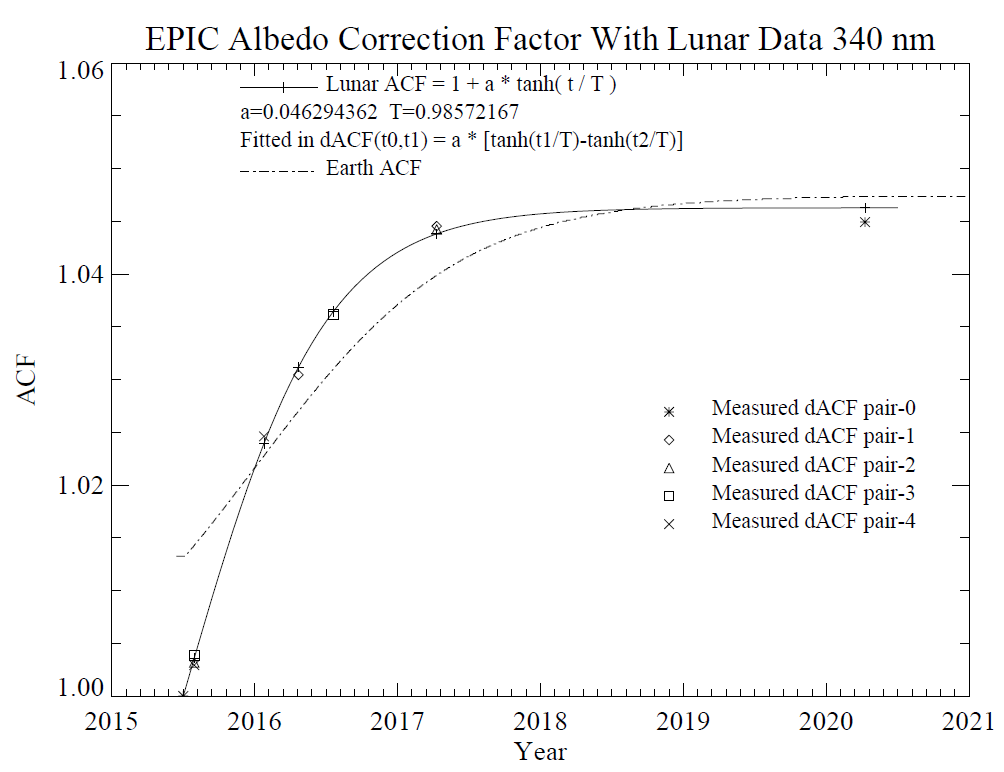 EPIC Albedo Correction Factor With Lunar Data 340 nm
Lunar ACF = 1 + a * tanh( t / T )
a=0.046294362 T=0.98572167
Fitted in dACF(t0,t1) = a * [tanh(t1/T)-tanh(t2/T)]
Earth ACF
1.06
1.04
1.02
1.00
ACF
Measured dACF pair-0
Measured dACF pair-1
Measured dACF pair-2
Measured dACF pair-3
Measured dACF pair-4
2015 2016 2017 2018 2019 2020 2021
Year